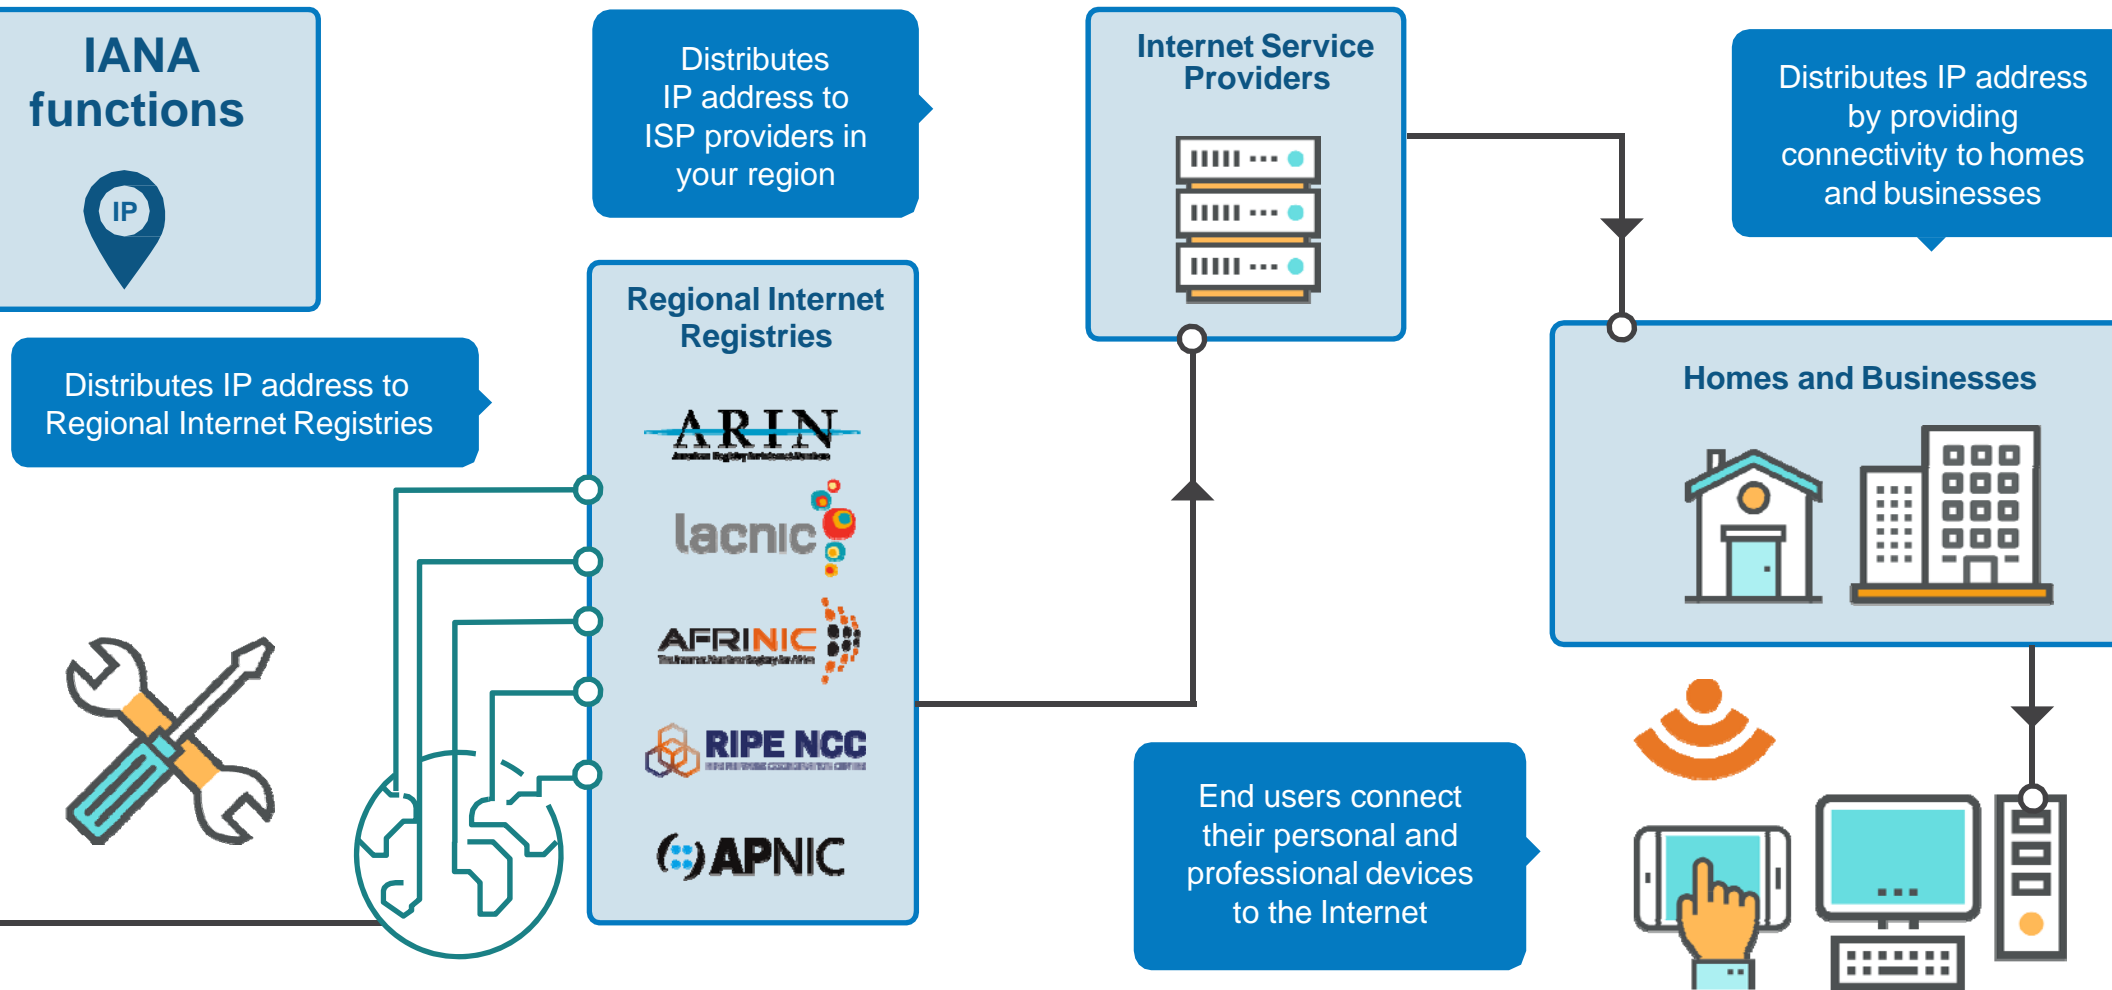 IANA
functions
IP
Distributes IP address to
Regional Internet Registries
Distributes
IP address to
ISP providers in
your region
Regional Internet
Registries
ARIN
lacnic
AFRINIC
RIPE NCC
APNIC
Internet Service
Providers
Distributes IP address
by providing
connectivity to homes
and businesses
Homes and Businesses
End users connect
their personal and
professional devices
to the Internet